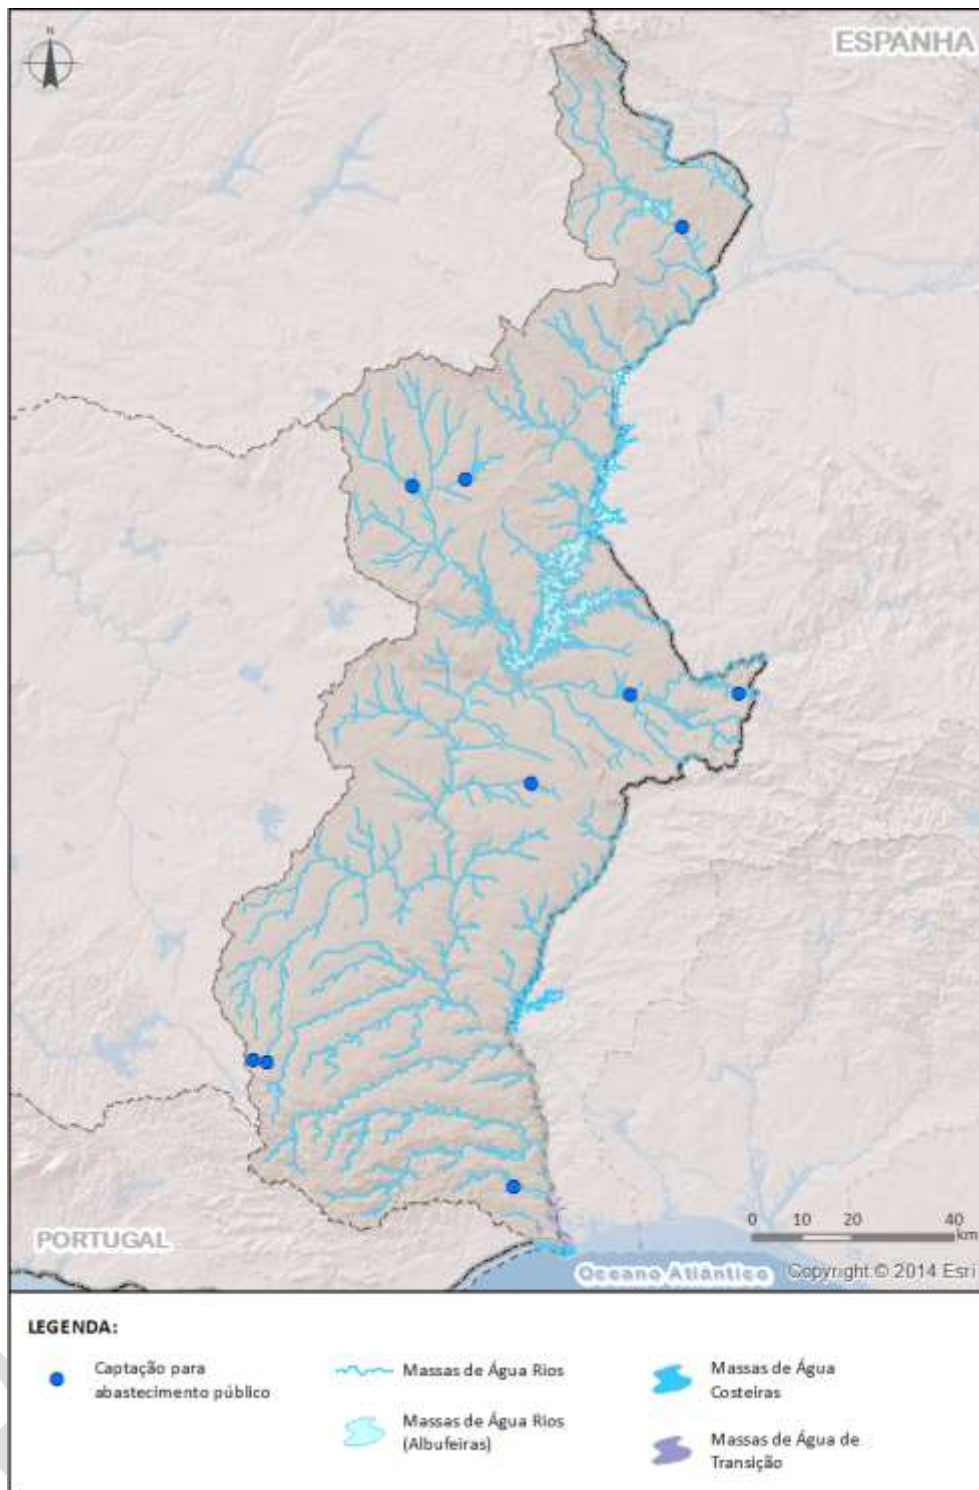 N
ESPANHA
PORTUGAL
0 10 20 40
km
Oceano Atlântico
Copyright © 2014 Esri
LEGENDA:
Captação para
abastecimento público
Massas de Água Rios
Massas de Água Rios
(Albufeiras)
Massas de Água
Costeiras
Massas de Água de
Transição